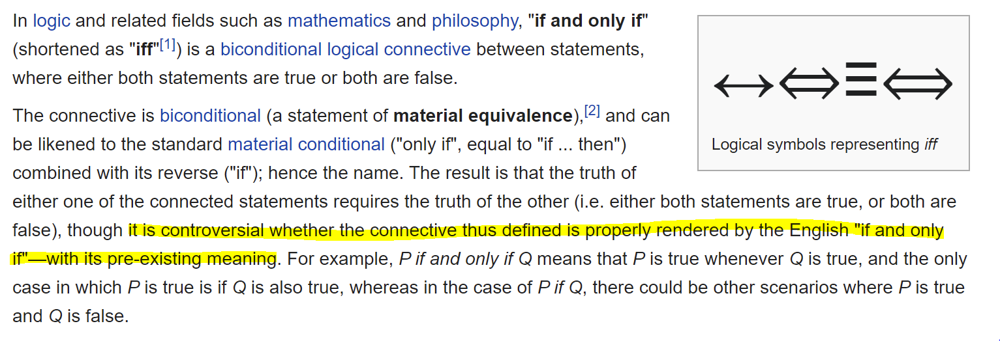 In logic and related fields such as mathematics and philosophy, "if and only if"
(shortened as "iff"[1]) is a biconditional logical connective between statements,
where either both statements are true or both are false.
↔⇔≡⟺
Logical symbols representing iff
The connective is biconditional (a statement of material equivalence),[2] and can
be likened to the standard material conditional ("only if", equal to "if ... then")
combined with its reverse ("if"); hence the name. The result is that the truth of
either one of the connected statements requires the truth of the other (i.e. either both statements are true, or both are
false), though it is controversial whether the connective thus defined is properly rendered by the English "if and only
if"—with its pre-existing meaning. For example, P if and only if Q means that P is true whenever Q is true, and the only
case in which P is true is if Q is also true, whereas in the case of P if Q, there could be other scenarios where P is true
and Q is false.